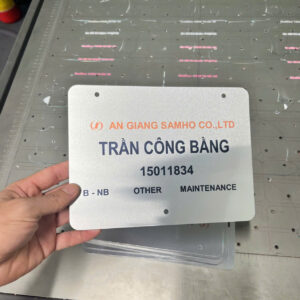 AN GIANG SAMHO CO.,LTD
TRẦN CÔNG BẰNG
15011834
B - NB OTHER MAINTENANCE